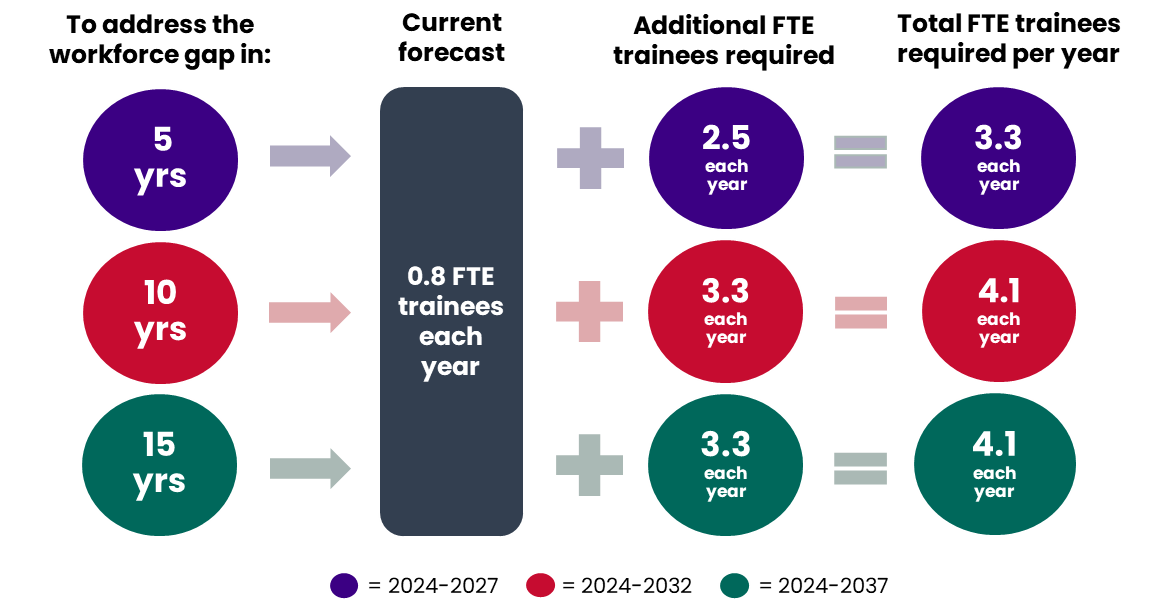 To address the
workforce gap in:
Current
forecast
Additional FTE
trainees required
Total FTE trainees
required per year
5
yrs
0.8 FTE
trainees
each
year
2.5
each
year
3.3
each
year
10
yrs
3.3
each
year
4.1
each
year
15
yrs
3.3
each
year
4.1
each
year
= 2024-2027
= 2024-2032
= 2024-2037